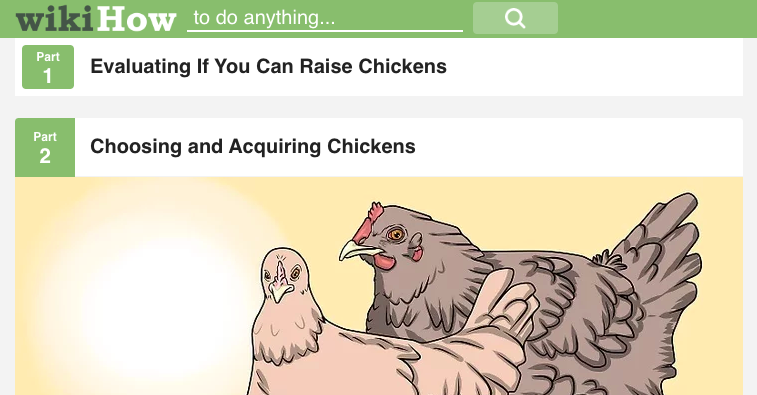 wikiHow to do anything...
Part
1
Evaluating If You Can Raise Chickens
Part
2
Choosing and Acquiring Chickens